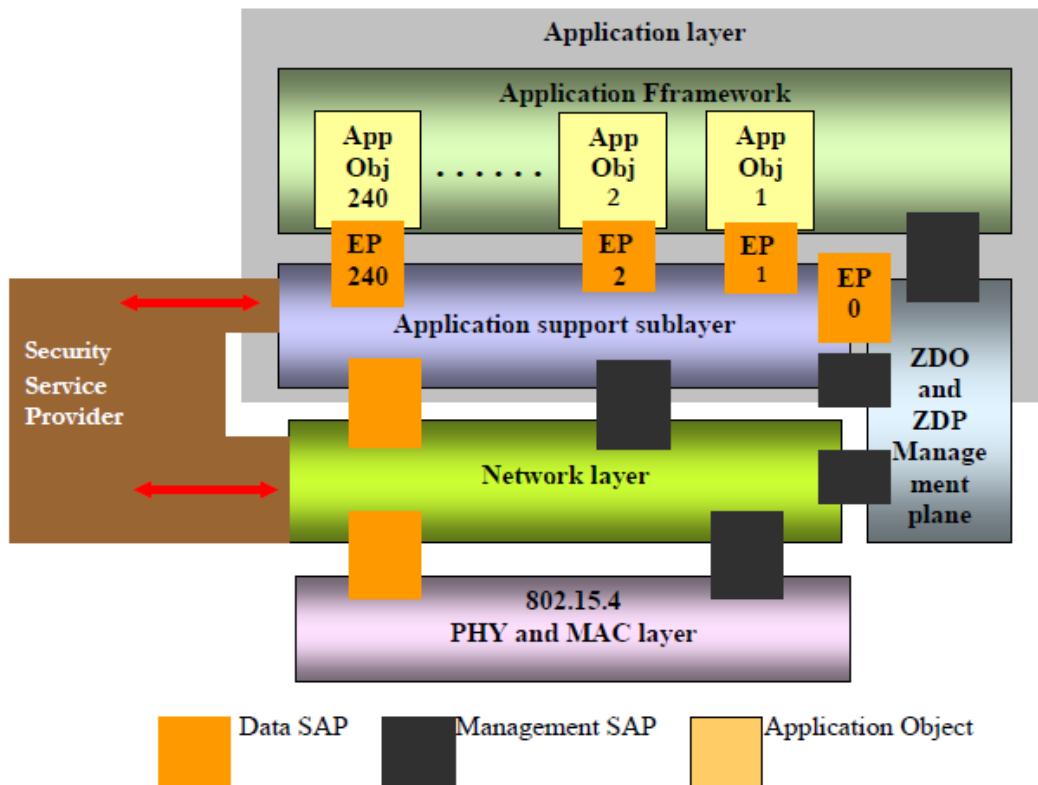 Application layer
Application Fframework
App
Obj
240
. . . . . .
App
Obj
2
App
Obj
1
EP
240
EP
2
EP
1
EP
0
Application support sublayer
Security
Service
Provider
ZDO
and
ZDP
Manage
ment
plane
Network layer
802.15.4
PHY and MAC layer
Data SAP
Management SAP
Application Object